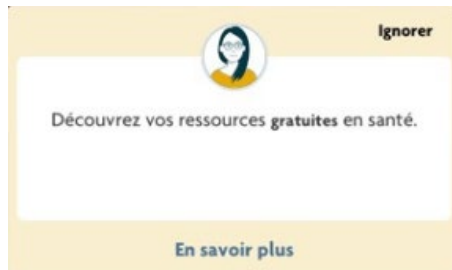 Ignorer
Découvrez vos ressources gratuites en santé.
En savoir plus